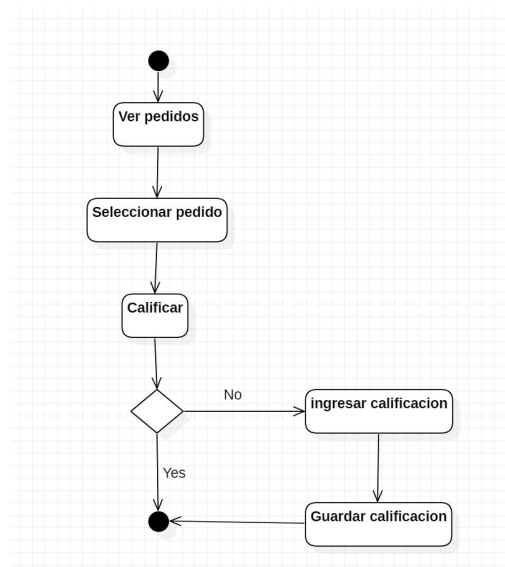 Ver pedidos
Seleccionar pedido
Calificar
No
ingresar calificacion
Yes
Guardar calificacion